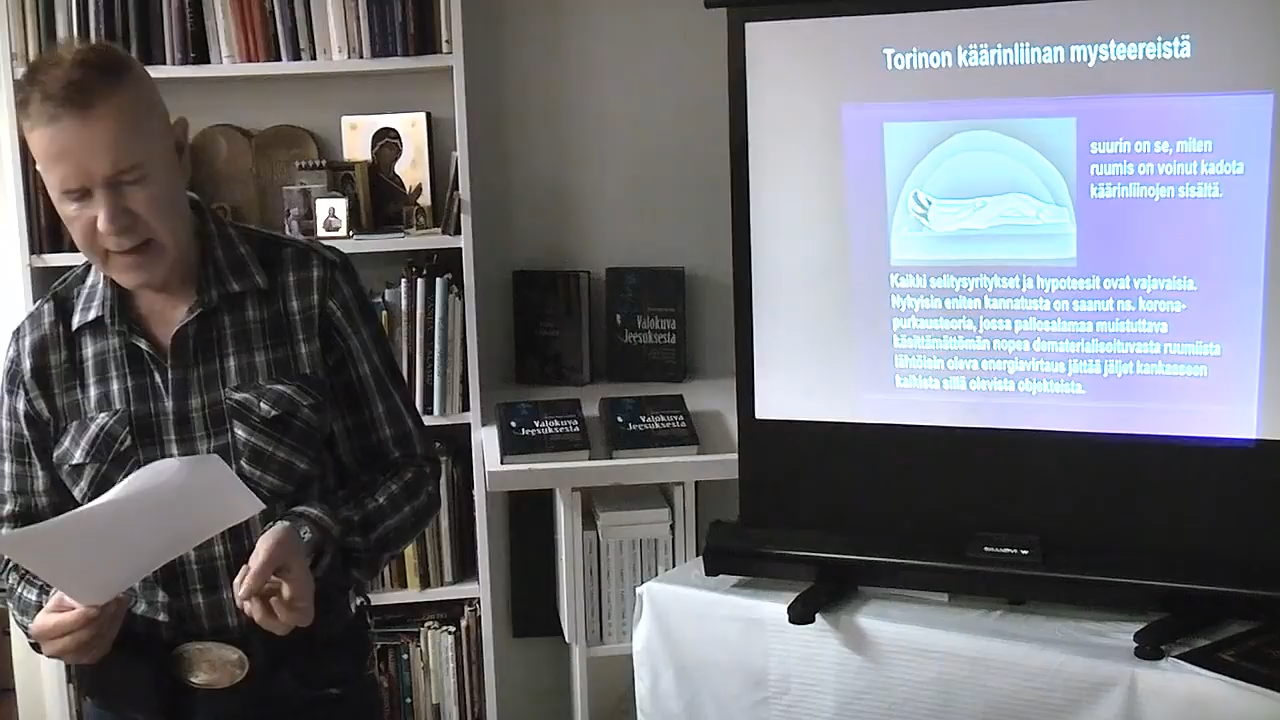 Torinon käärinliinan mysteereistä
suurin on se, miten
ruumis on voinut kadota
käärinliinojen sisältä.
Kaikki selitysyritykset ja hypoteesit ovat vajavaisia.
Nykyisin eniten kannatusta on saanut ns. korona-
purkausteoria, jossa pallosalamaa muistuttava
käsittämättömän nopea dematerialisoituvasta ruumiista
lähtöisin oleva energiavirtaus jättää jäljet kankaaseen
kaikista sillä olevista objekteista.
Valokuva
Jeesuksesta
Valokuva
Jeesuksesta
Valokuva
Jeesuksesta